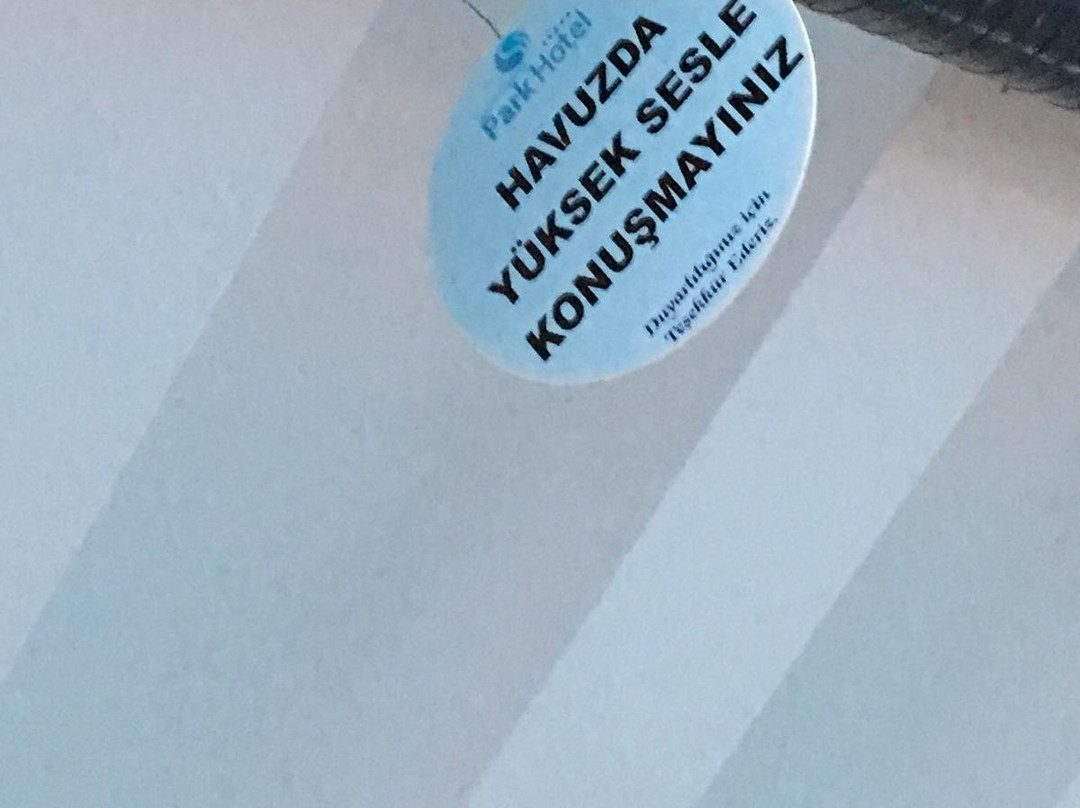 Park Hotel
HAVUZDA
YÜKSEK SESLE
KONUŞMAYINIZ
Duyarlılığınız için
Teşekkür Ederiz.